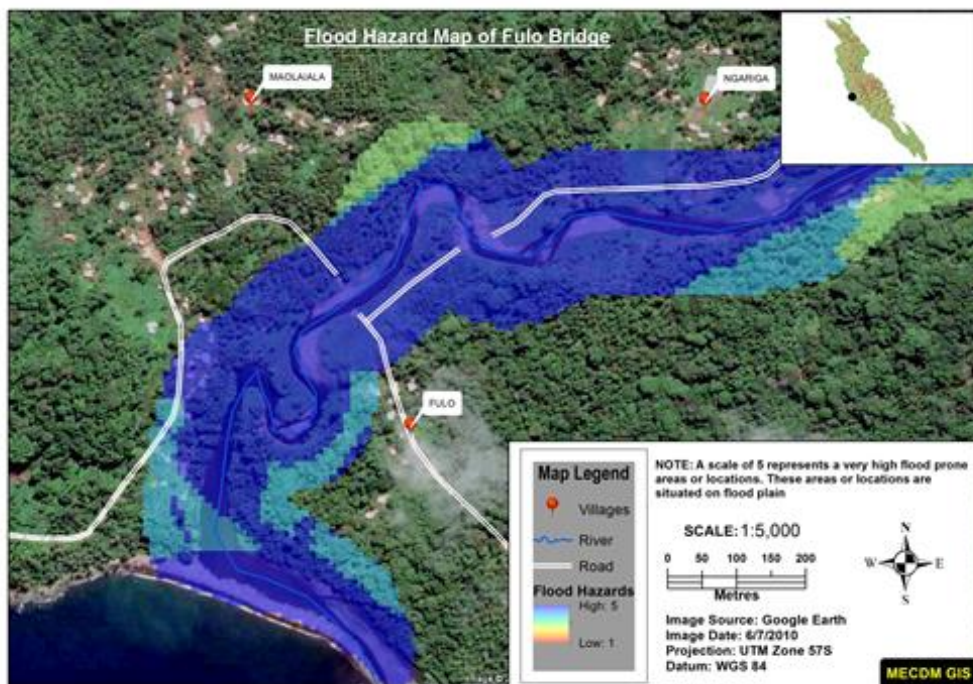 Flood Hazard Map of Fulo Bridge
MAOLAIALA
NGARIGA
FULO
Map Legend
Villages
River
Road
Flood Hazards
High: 5
Low: 1
NOTE: A scale of 5 represents a very high flood prone
areas or locations. These areas or locations are
situated on flood plain
SCALE: 1:5,000
0 50 100 150 200
Metres
N
W E
S
Image Source: Google Earth
Image Date: 6/7/2010
Projection: UTM Zone 57S
Datum: WGS 84
MECDM GIS